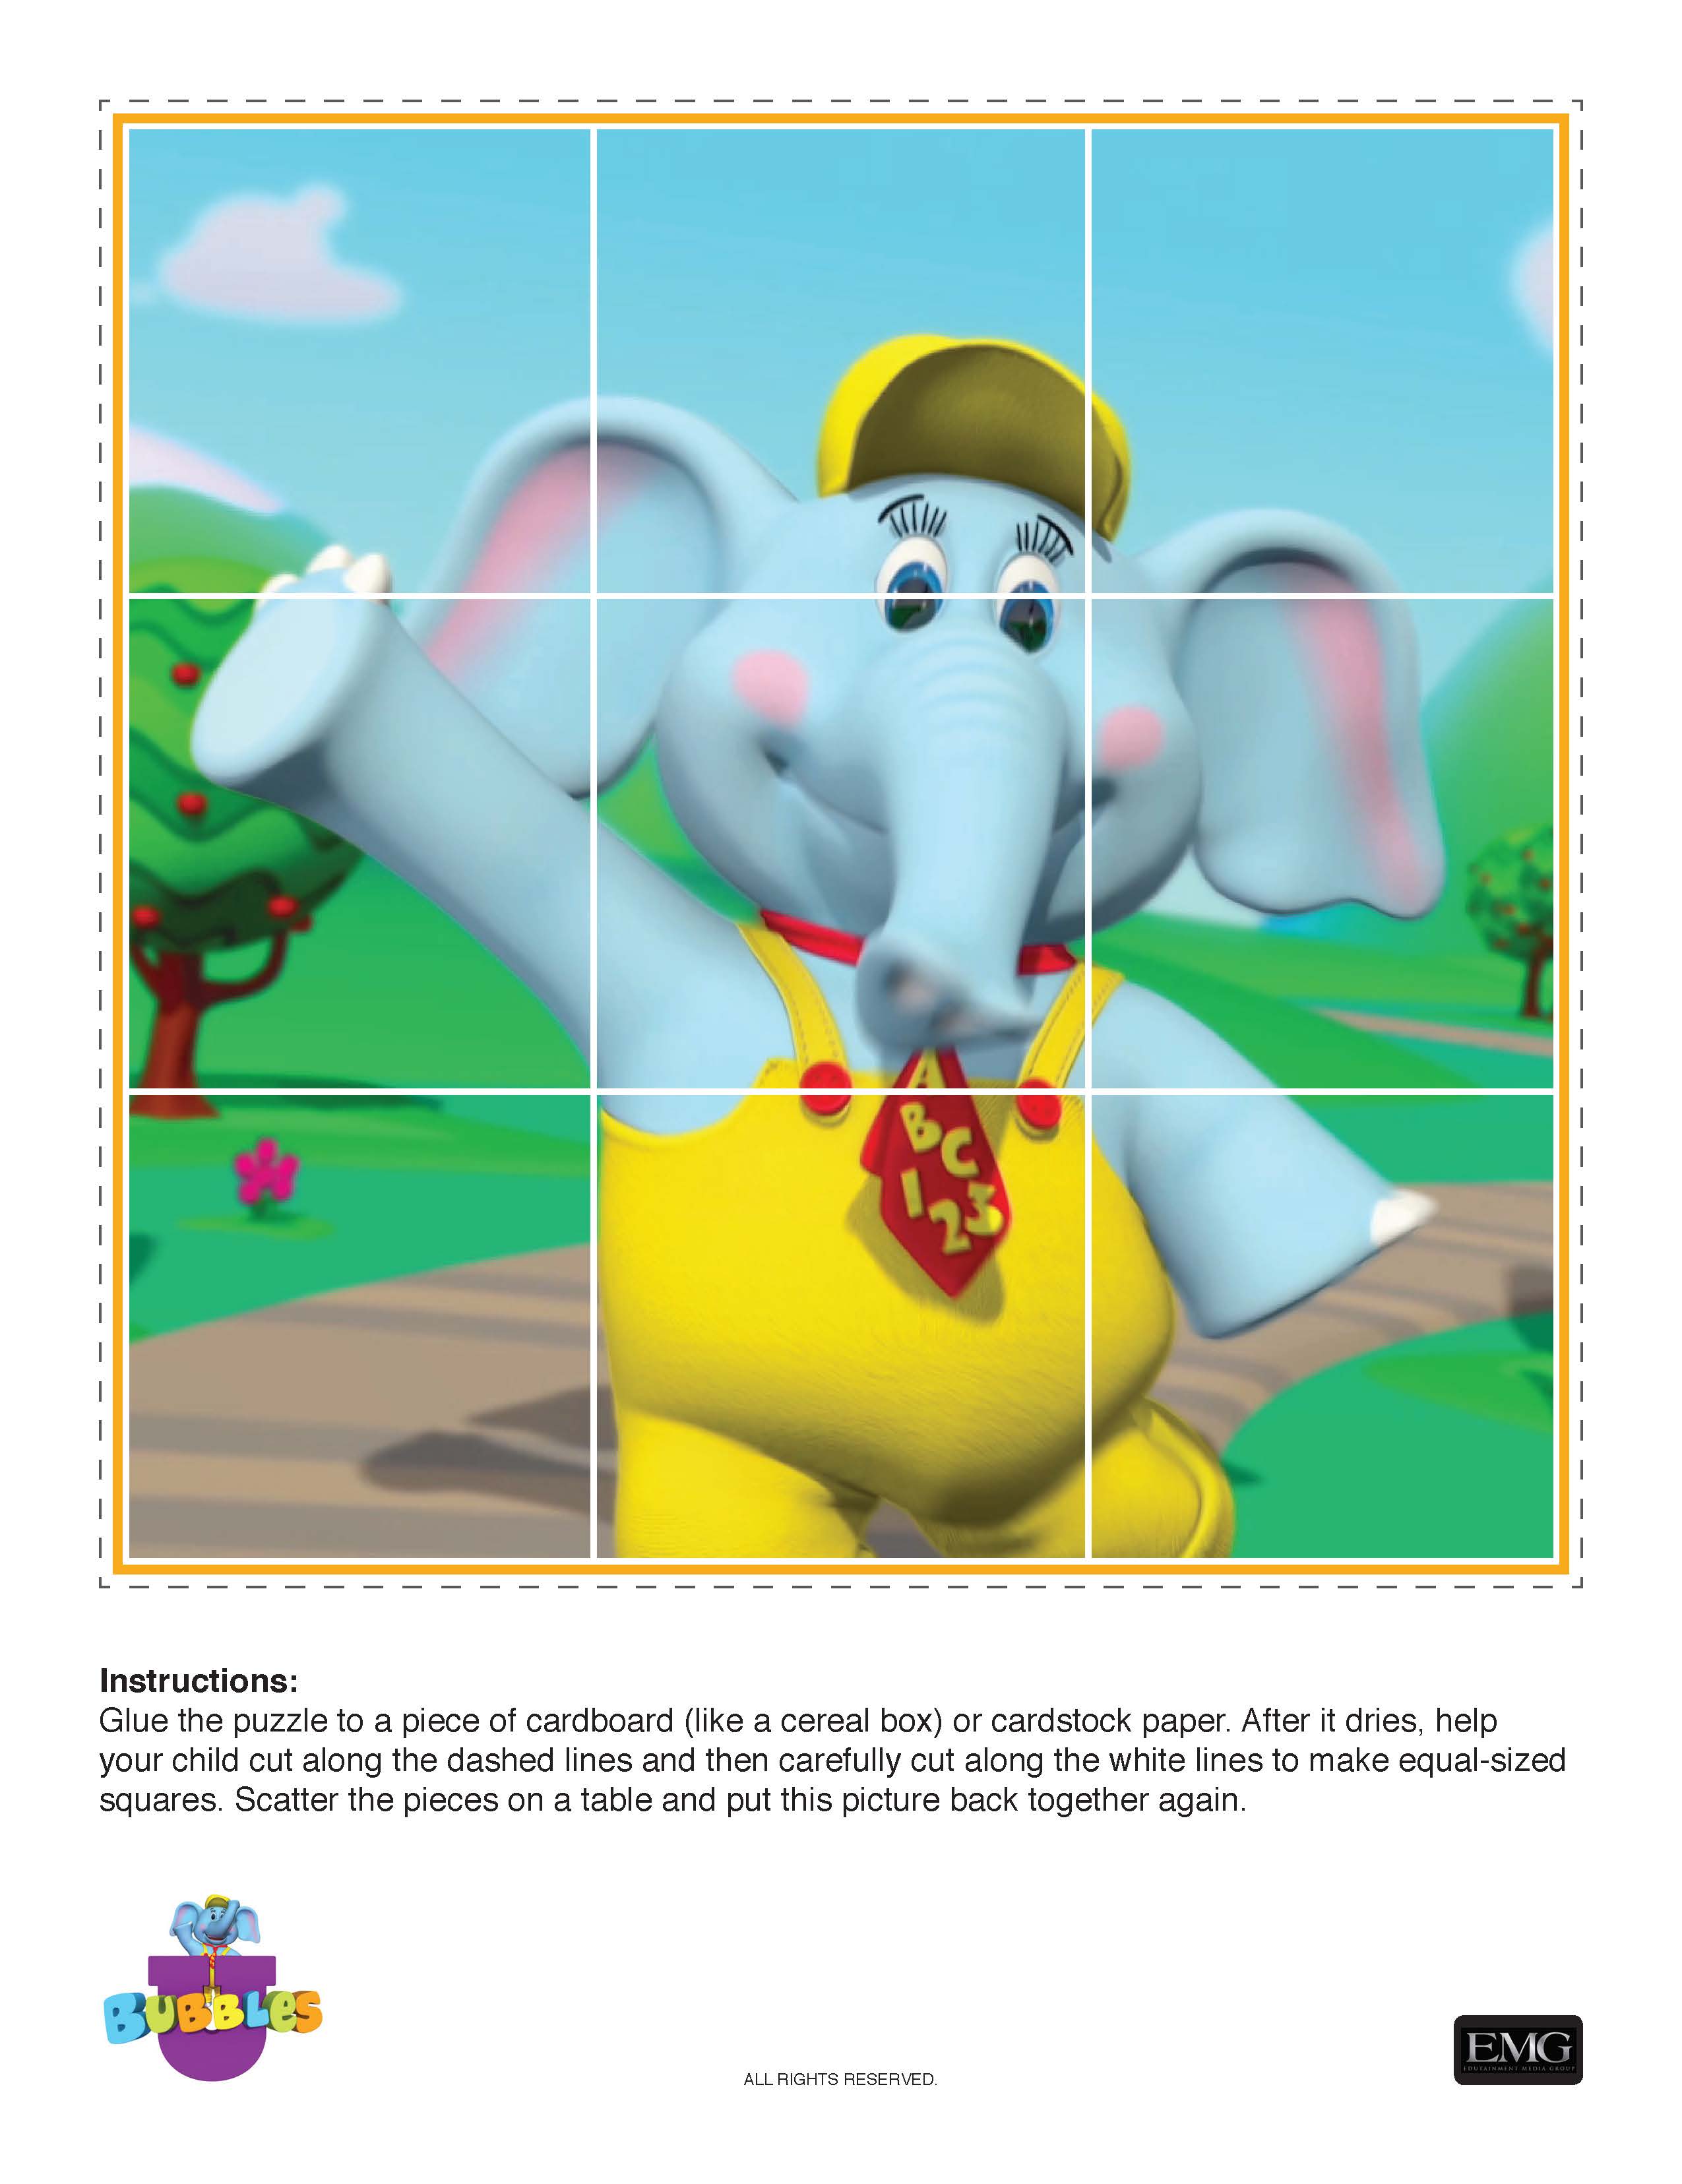 A
B
C
1
2
3
Instructions:
Glue the puzzle to a piece of cardboard (like a cereal box) or cardstock paper. After it dries, help
your child cut along the dashed lines and then carefully cut along the white lines to make equal-sized
squares. Scatter the pieces on a table and put this picture back together again.
U
BUBBLES
ALL RIGHTS RESERVED.
EMG
EDUTAINMENT MEDIA GROUP